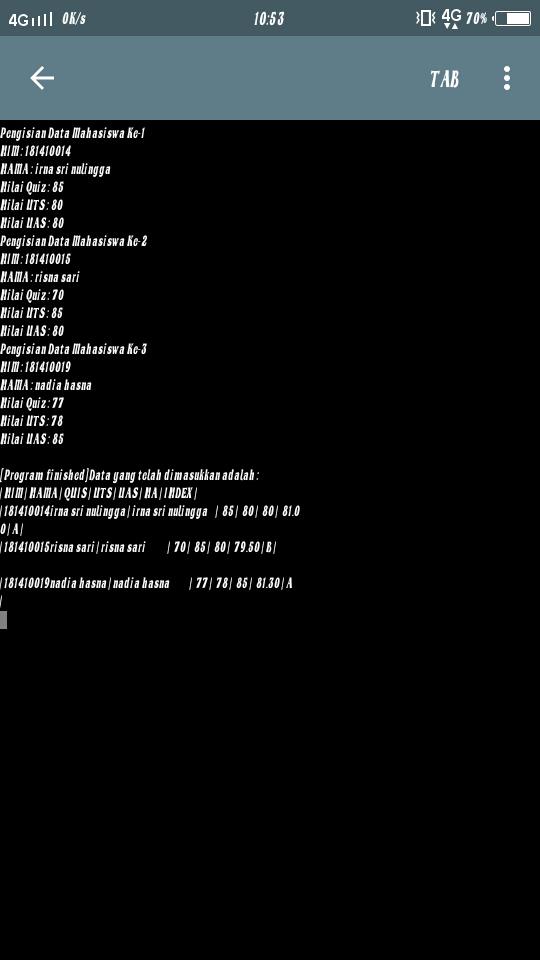 4G 0K/s 10:53 4G 70%
TAB
Pengisian Data Mahasiswa Ke-1
NIM:181410014
NAMA:irna sri nulingga
Nilai Quiz:85
Nilai UTS:80
Nilai UAS:80
Pengisian Data Mahasiswa Ke-2
NIM:181410015
NAMA:risna sari
Nilai Quiz:70
Nilai UTS:85
Nilai UAS:80
Pengisian Data Mahasiswa Ke-3
NIM:181410019
NAMA:nadia hasna
Nilai Quiz:77
Nilai UTS:78
Nilai UAS:85
[Program finished]Data yang telah dimasukkan adalah:
|NIM|NAMA|QUIS|UTS|UAS|NA|INDEX|
|181410014irna sri nulingga|irna sri nulingga | 85| 80| 80| 81.0
0|A|
|181410015risna sari|risna sari | 70| 85| 80| 79.50|B|
|181410019nadia hasna|nadia hasna | 77| 78| 85| 81.30|A
|